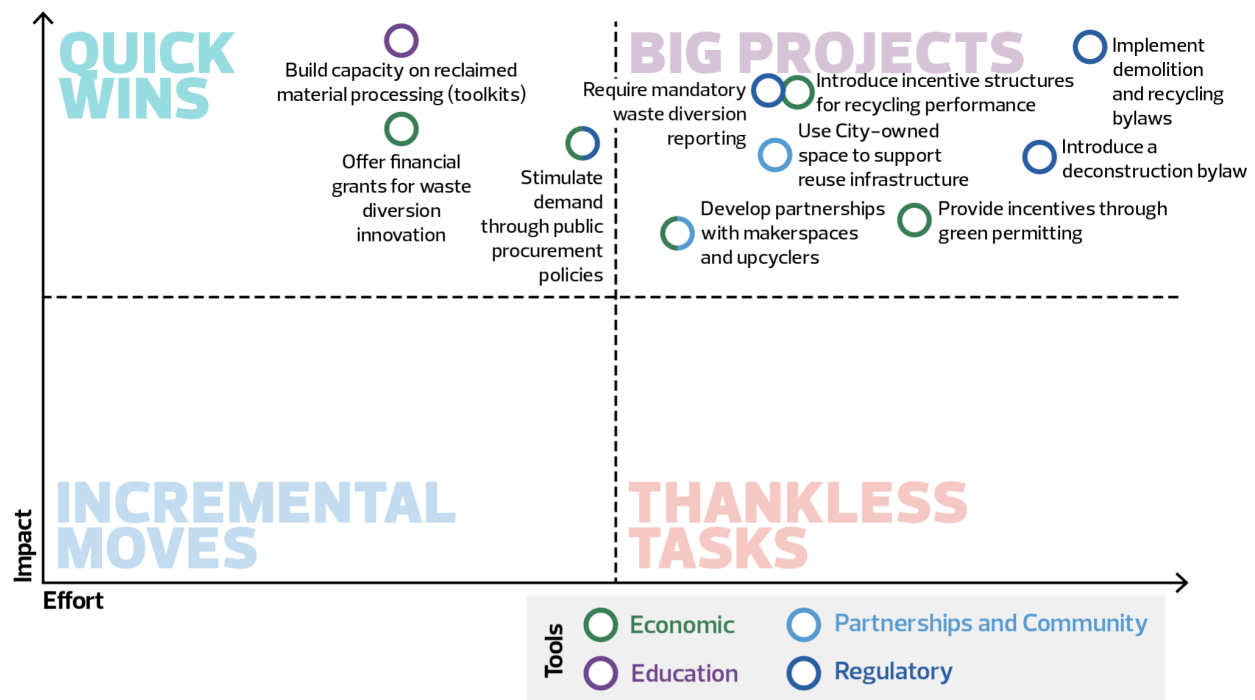 QUICK
WINS
Build capacity on reclaimed
material processing (toolkits)
Offer financial
grants for waste
diversion
innovation
Stimulate
demand
through public
procurement
policies
BIG PROJECTS
Require mandatory
waste diversion
reporting
Introduce incentive structures
for recycling performance
Use City-owned
space to support
reuse infrastructure
Develop partnerships
with makerspaces
and upcyclers
Implement
demolition
and recycling
bylaws
Introduce a
deconstruction bylaw
Provide incentives through
green permitting
INCREMENTAL
MOVES
THANKLESS
TASKS
Impact
Effort
Tools
Economic
Partnerships and Community
Education
Regulatory